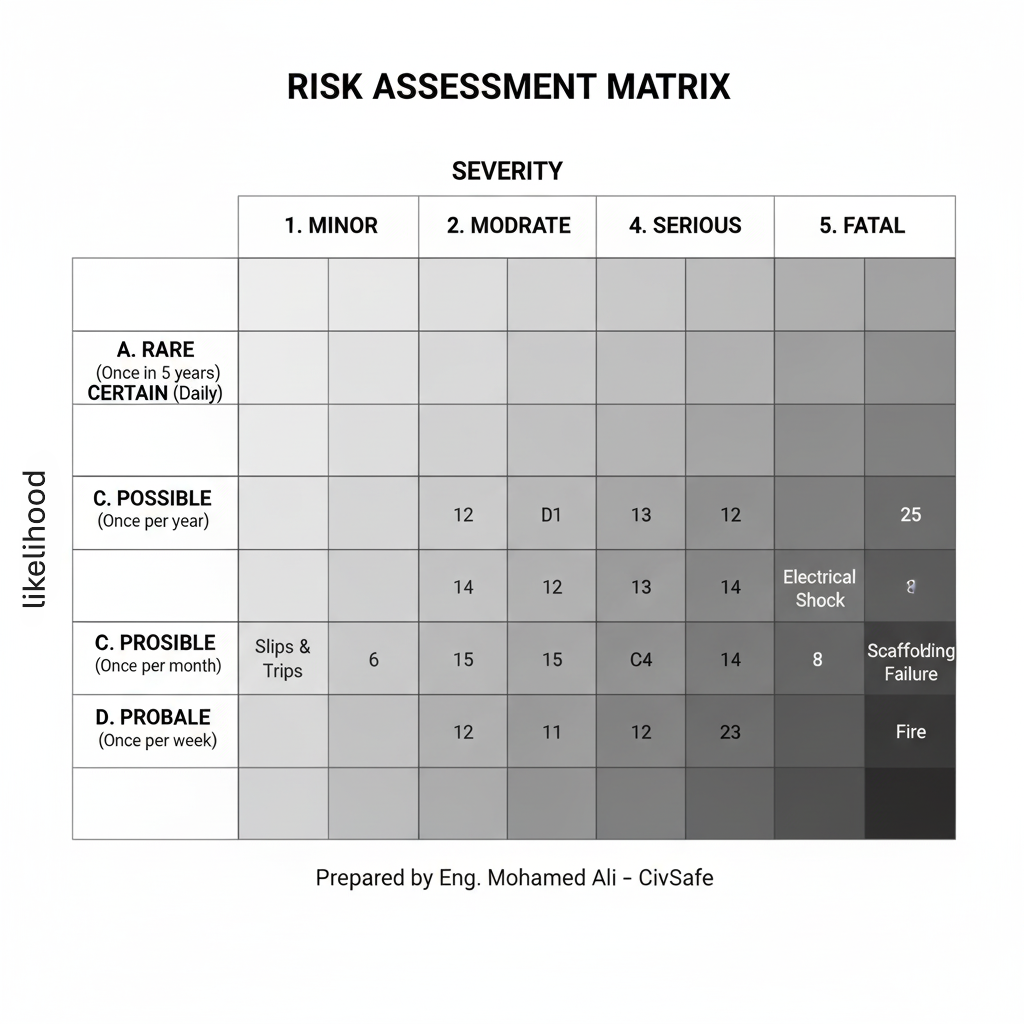 RISK ASSESSMENT MATRIX
SEVERITY
1. MINOR 2. MODRATE 4. SERIOUS 5. FATAL
A. RARE
(Once in 5 years)
CERTAIN (Daily)
likelihood
C. POSSIBLE
(Once per year)
12 D1 13 12 25
14 12 13 14 Electrical
Shock
C. PROSIBLE
(Once per month)
Slips &
Trips
6 15 15 C4 14 8 Scaffolding
Failure
D. PROBALE
(Once per week)
12 11 12 23 Fire
Prepared by Eng. Mohamed Ali - CivSafe